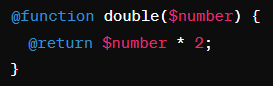 @function double($number) {
@return $number * 2;
}